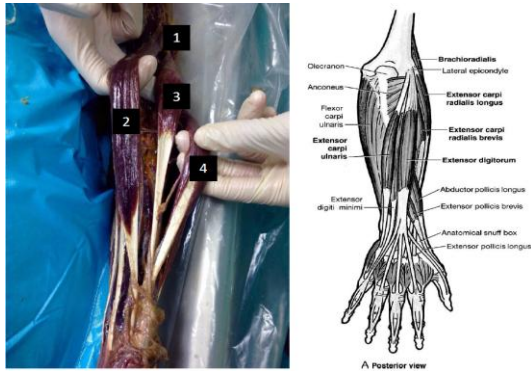 1
2
3
4
Olecranon
Anconeus
Flexor
carpi
ulnaris
Extensor
carpi
ulnaris
Extensor
digiti minimi
Brachioradialis
Lateral epicondyle
Extensor carpi
radialis longus
Extensor carpi
radialis brevis
Extensor digitorum
Abductor pollicis longus
Extensor pollicis brevis
Anatomical snuff box
Extensor pollicis longus
A Posterior view